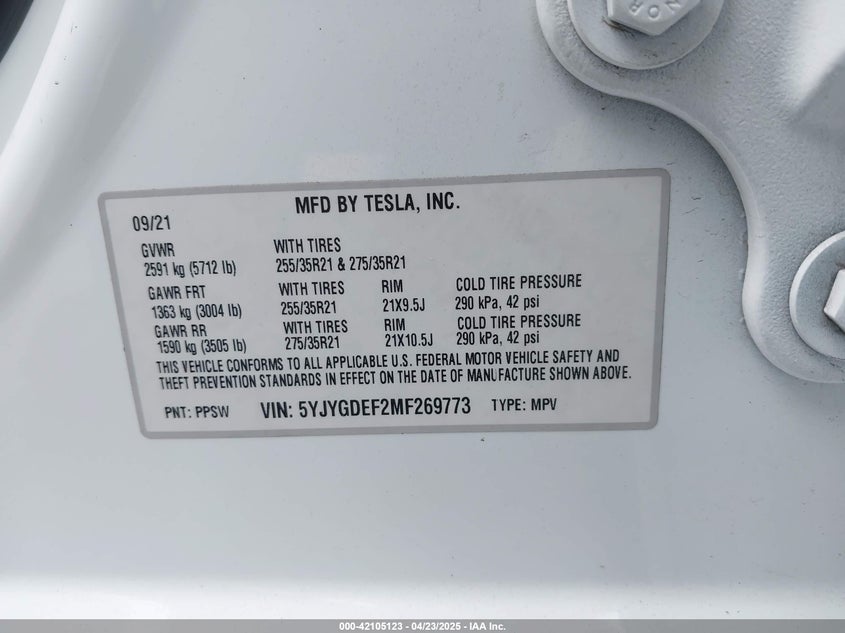 NOR
MFD BY TESLA, INC.
09/21
GVWR WITH TIRES
2591 kg (5712 lb) 255/35R21 & 275/35R21
GAWR FRT WITH TIRES RIM COLD TIRE PRESSURE
1363 kg (3004 lb) 255/35R21 21X9.5J 290 kPa, 42 psi
GAWR RR WITH TIRES RIM COLD TIRE PRESSURE
1590 kg (3505 lb) 275/35R21 21X10.5J 290 kPa, 42 psi
THIS VEHICLE CONFORMS TO ALL APPLICABLE U.S. FEDERAL MOTOR VEHICLE SAFETY AND
THEFT PREVENTION STANDARDS IN EFFECT ON THE DATE OF MANUFACTURE SHOWN ABOVE.
PNT: PPSW VIN: 5YJYGDEF2MF269773 TYPE: MPV
000-42105123 - 04/23/2025 - IAA Inc.